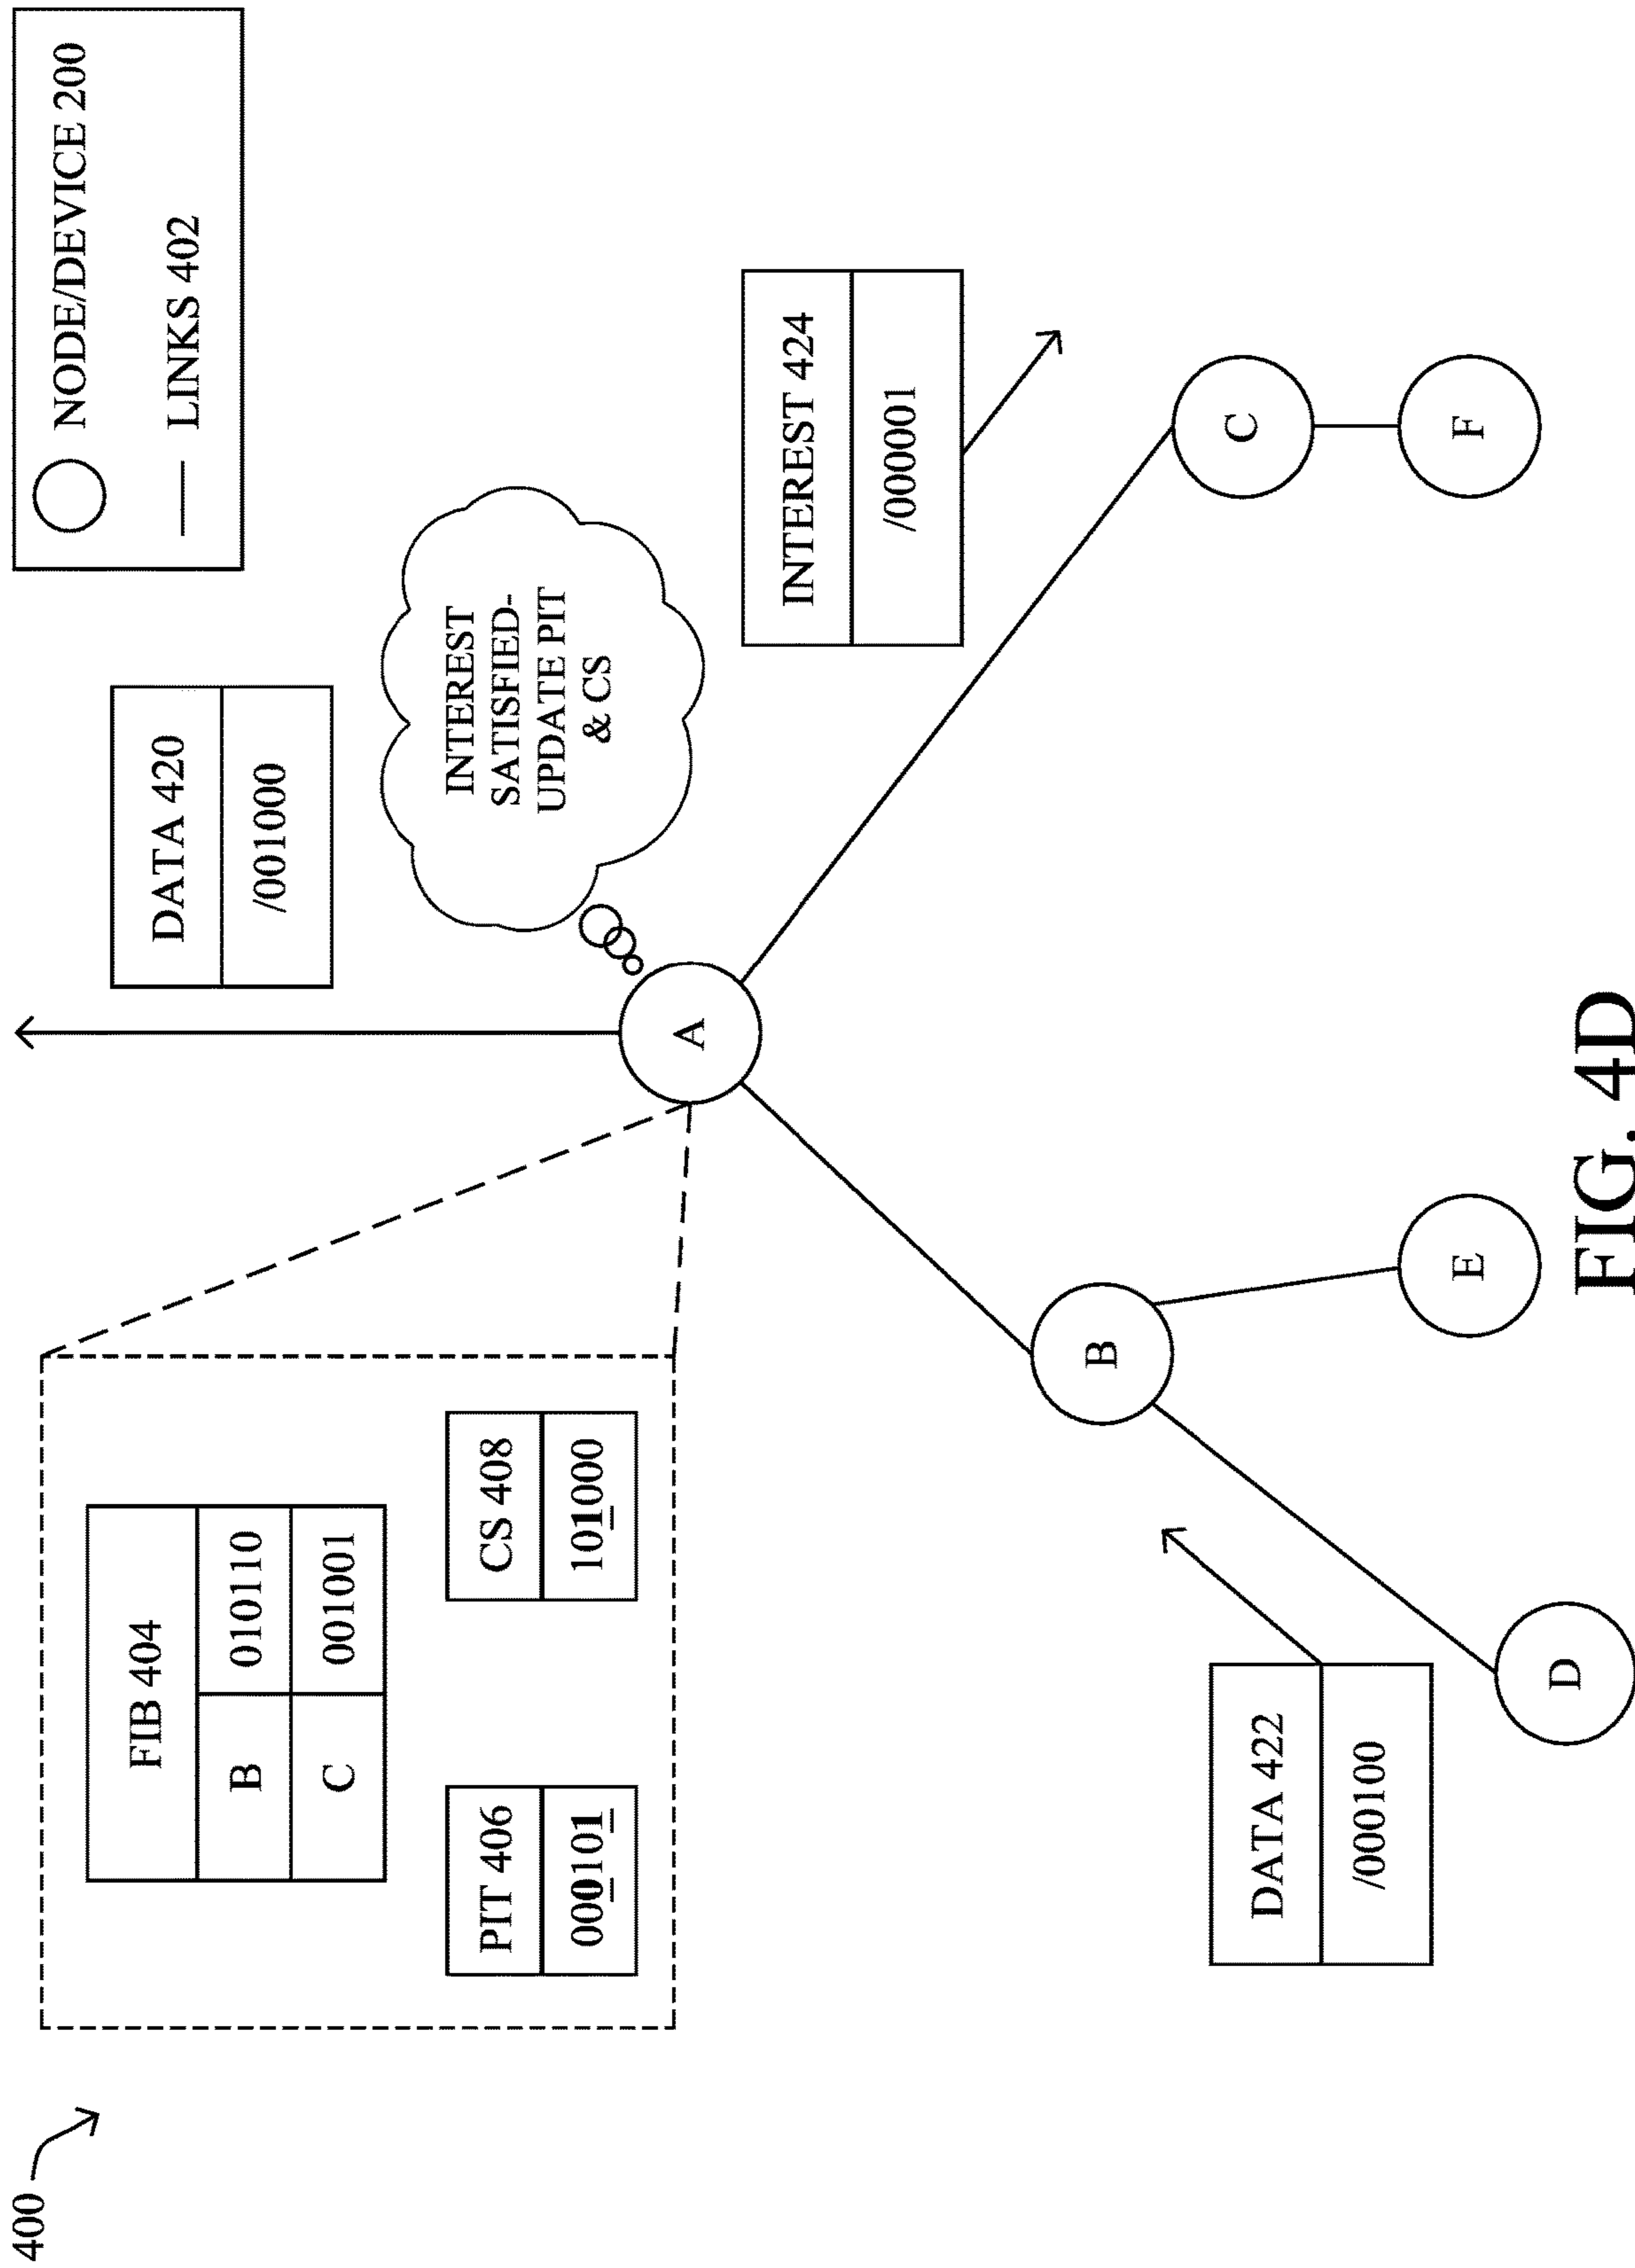 400
NODE/DEVICE 200
LINKS 402
FIB 404
B 010110
C 001001
PIT 406
000101
CS 408
101000
DATA 420
/001000
INTEREST
SATISFIED-
UPDATE PIT
& CS
INTEREST 424
/000001
DATA 422
/000100
A
B
C
D
E
F
FIG. 4D